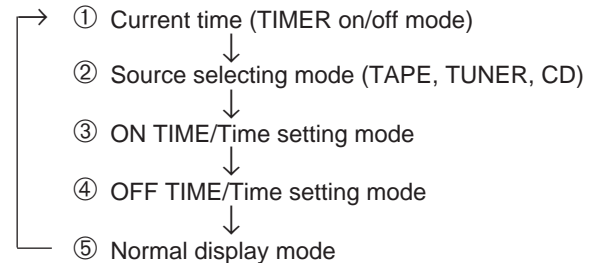 ① Current time (TIMER on/off mode)
② Source selecting mode (TAPE, TUNER, CD)
③ ON TIME/Time setting mode
④ OFF TIME/Time setting mode
⑤ Normal display mode